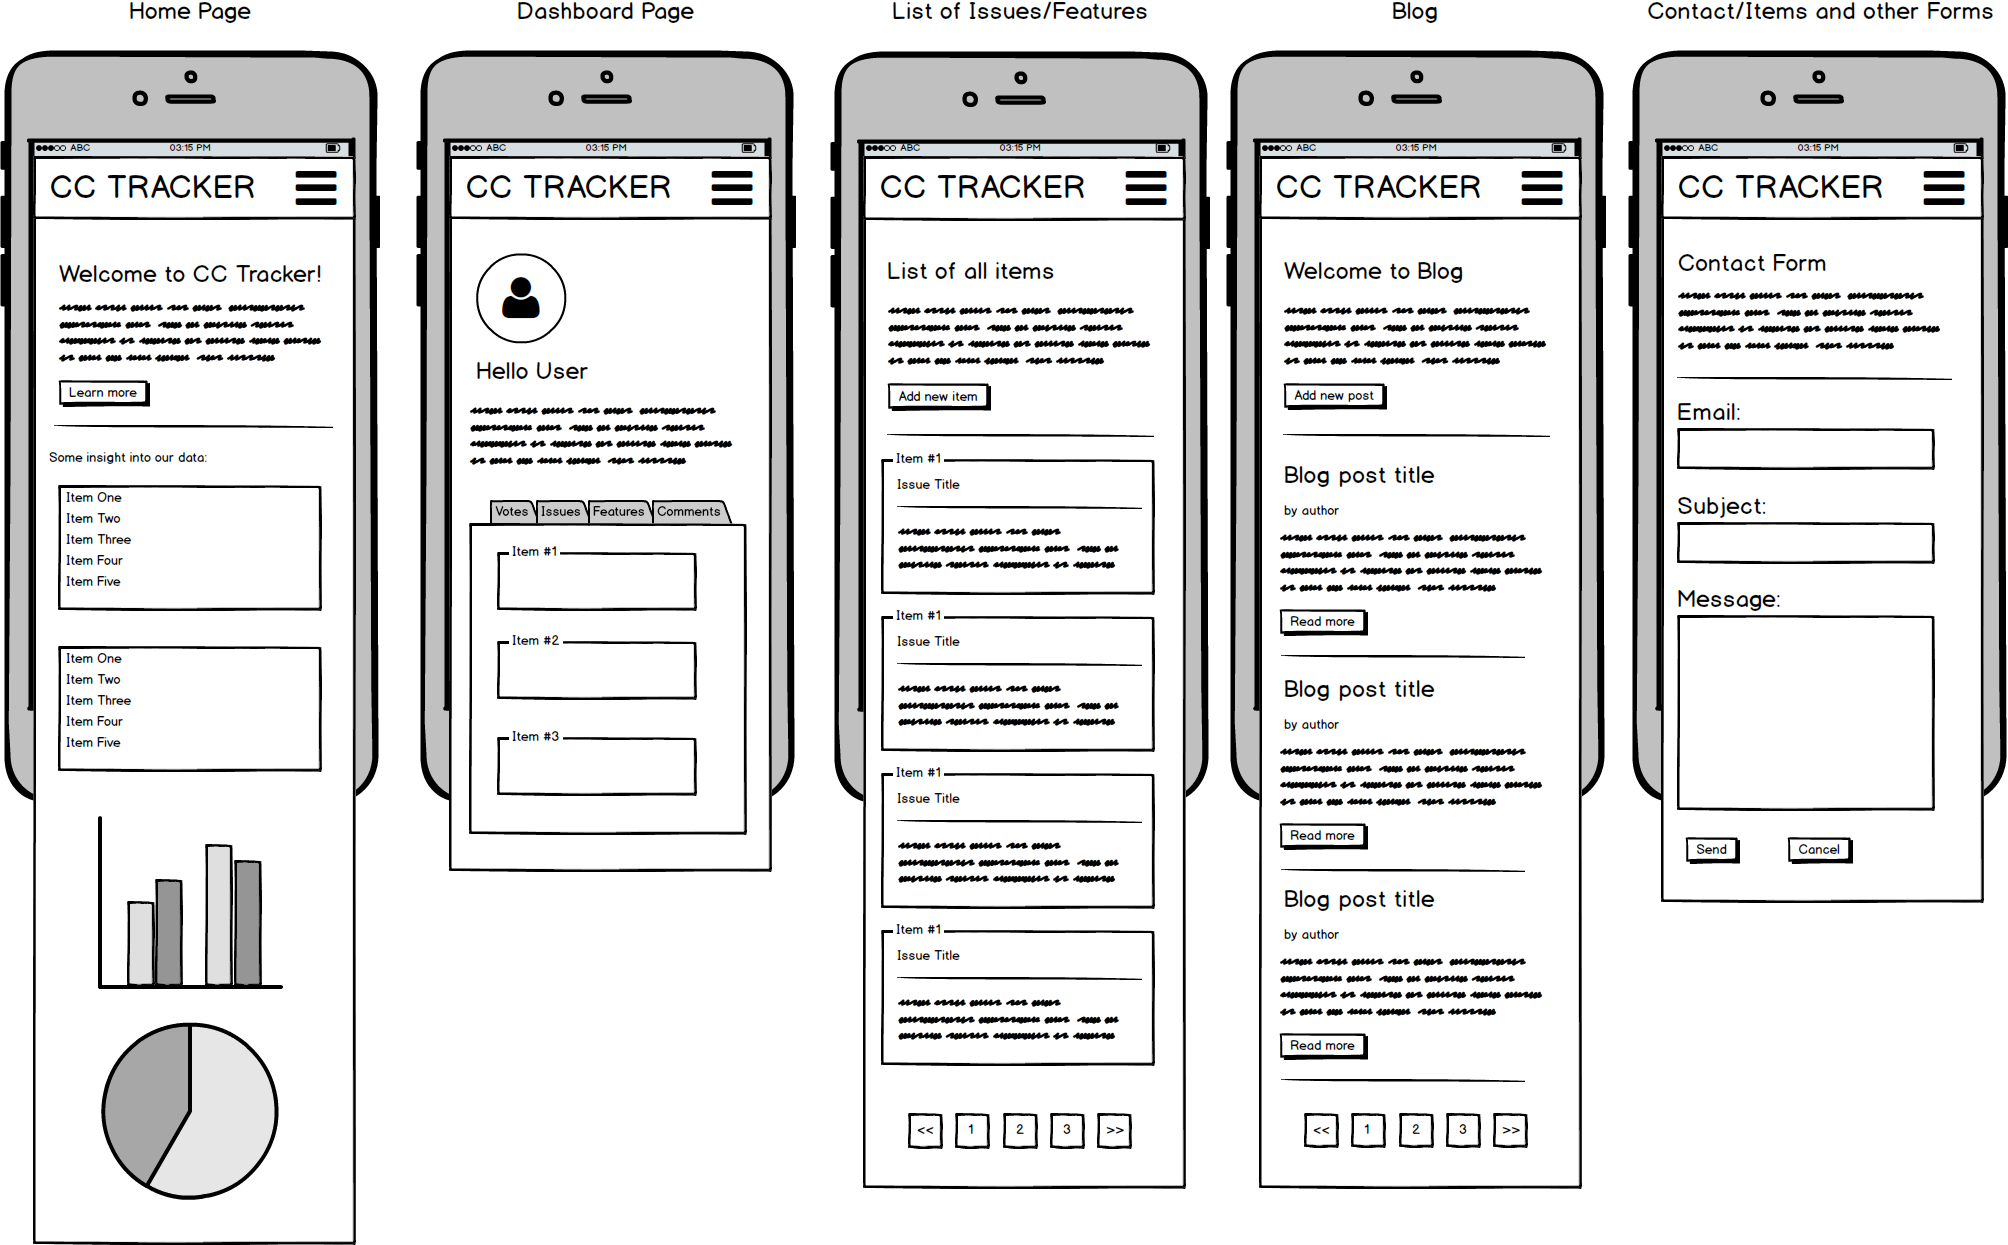 Home Page
ABC 03:15 PM
CC TRACKER
Welcome to CC Tracker!
Learn more
Some insight into our data:
Item One
Item Two
Item Three
Item Four
Item Five
Item One
Item Two
Item Three
Item Four
Item Five
Dashboard Page
ABC 03:15 PM
CC TRACKER
Hello User
Votes Issues Features Comments
Item #1
Item #2
Item #3
List of Issues/Features
ABC 03:15 PM
CC TRACKER
List of all items
Add new item
Item #1
Issue Title
Item #1
Issue Title
Item #1
Issue Title
Item #1
Issue Title
<< 1 2 3 >>
Blog
ABC 03:15 PM
CC TRACKER
Welcome to Blog
Add new post
Blog post title
by author
Read more
Blog post title
by author
Read more
Blog post title
by author
Read more
<< 1 2 3 >>
Contact/Items and other Forms
ABC 03:15 PM
CC TRACKER
Contact Form
Email:
Subject:
Message:
Send Cancel